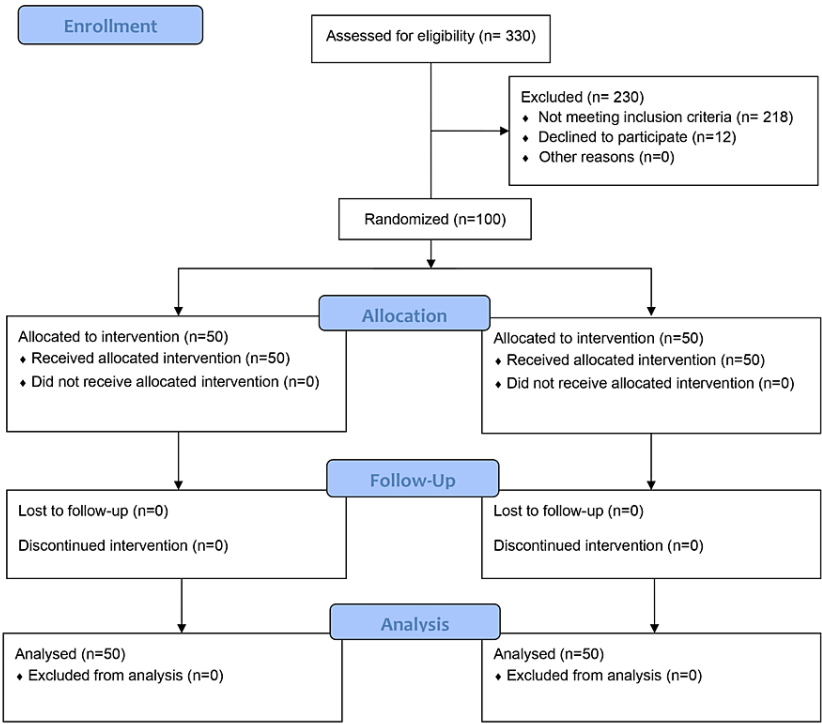 Enrollment
Assessed for eligibility (n= 330)
Excluded (n= 230)
♦ Not meeting inclusion criteria (n= 218)
♦ Declined to participate (n=12)
♦ Other reasons (n=0)
Randomized (n=100)
Allocation
Allocated to intervention (n=50)
♦ Received allocated intervention (n=50)
♦ Did not receive allocated intervention (n=0)
Allocated to intervention (n=50)
♦ Received allocated intervention (n=50)
♦ Did not receive allocated intervention (n=0)
Follow-Up
Lost to follow-up (n=0)
Discontinued intervention (n=0)
Lost to follow-up (n=0)
Discontinued intervention (n=0)
Analysis
Analysed (n=50)
♦ Excluded from analysis (n=0)
Analysed (n=50)
♦ Excluded from analysis (n=0)